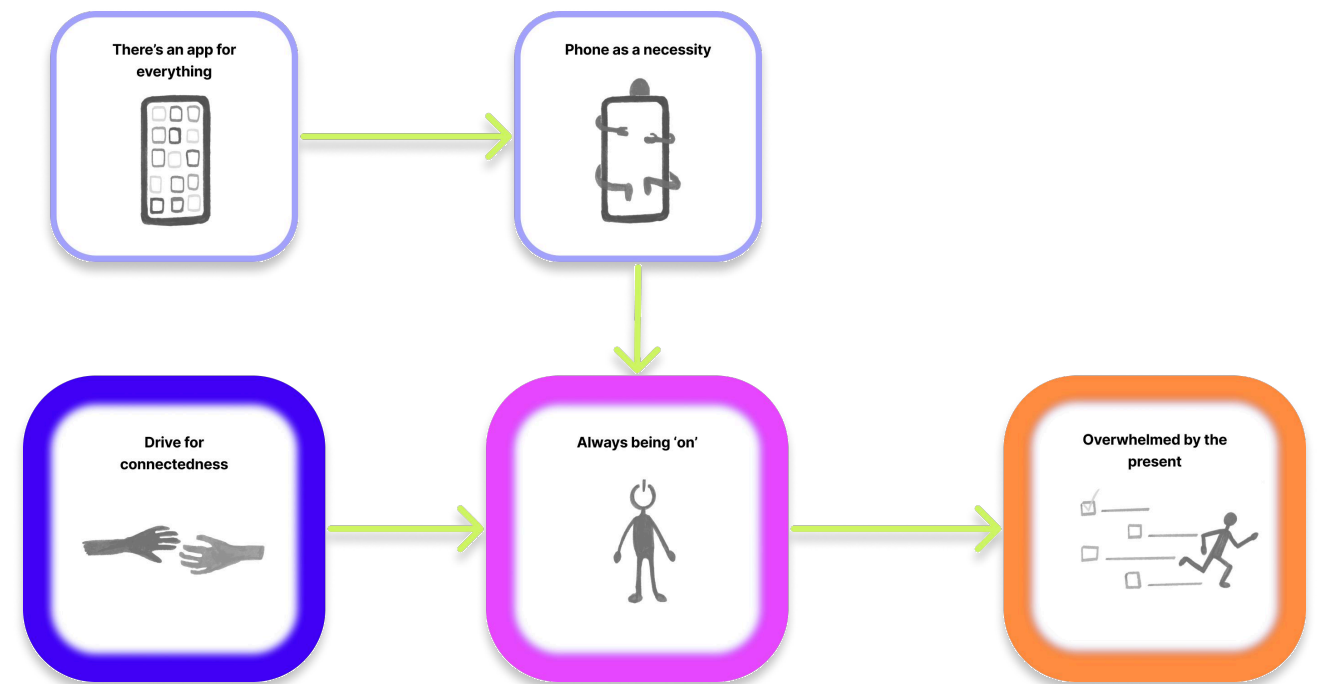 There’s an app for
everything
Phone as a necessity
Drive for
connectedness
Always being ‘on’
Overwhelmed by the
present